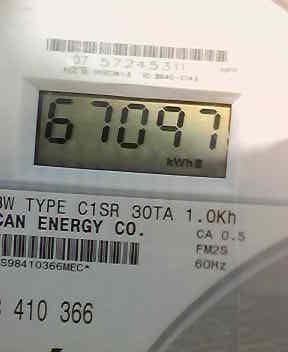 07 57245311
67097
kWh
3W TYPE C1SR 30TA 1.0Kh
CAN ENERGY CO.
CA 0.5
FM2S
60Hz
S98410366MEC*
410 366